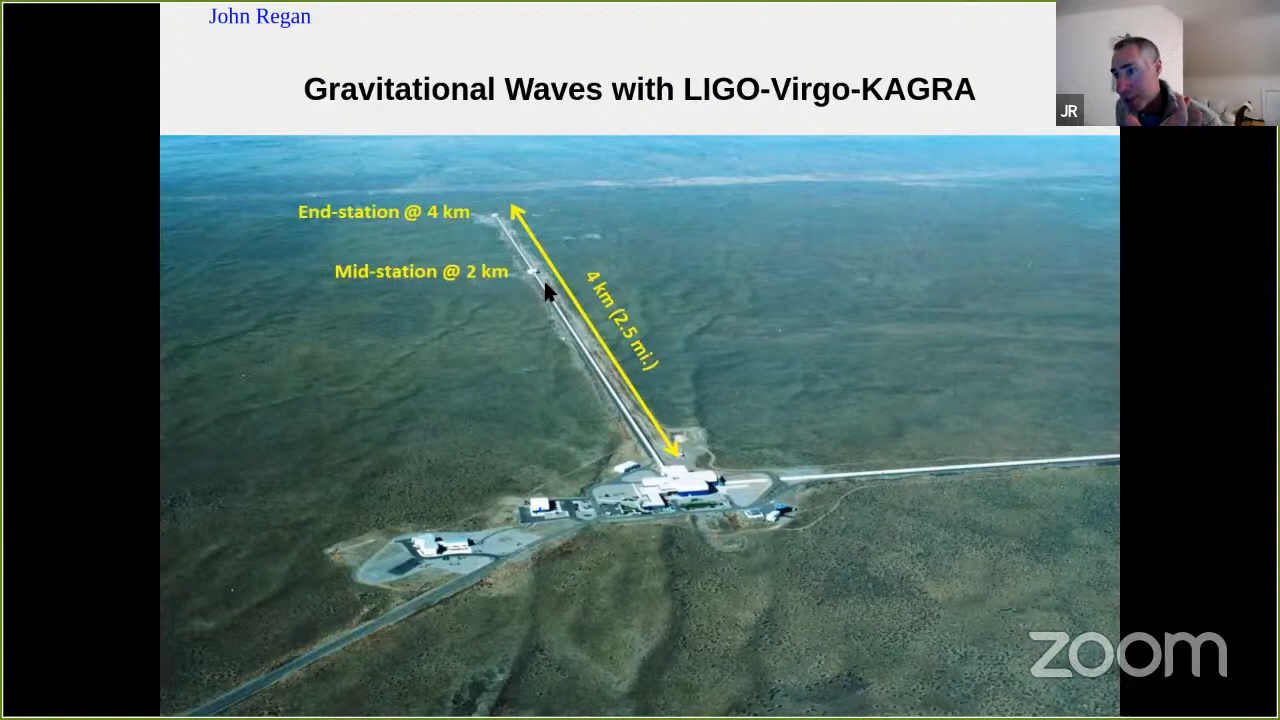 John Regan
Gravitational Waves with LIGO-Virgo-KAGRA
JR
End-station @ 4 km
Mid-station @ 2 km
4 km (2.5 mi.)
zoom